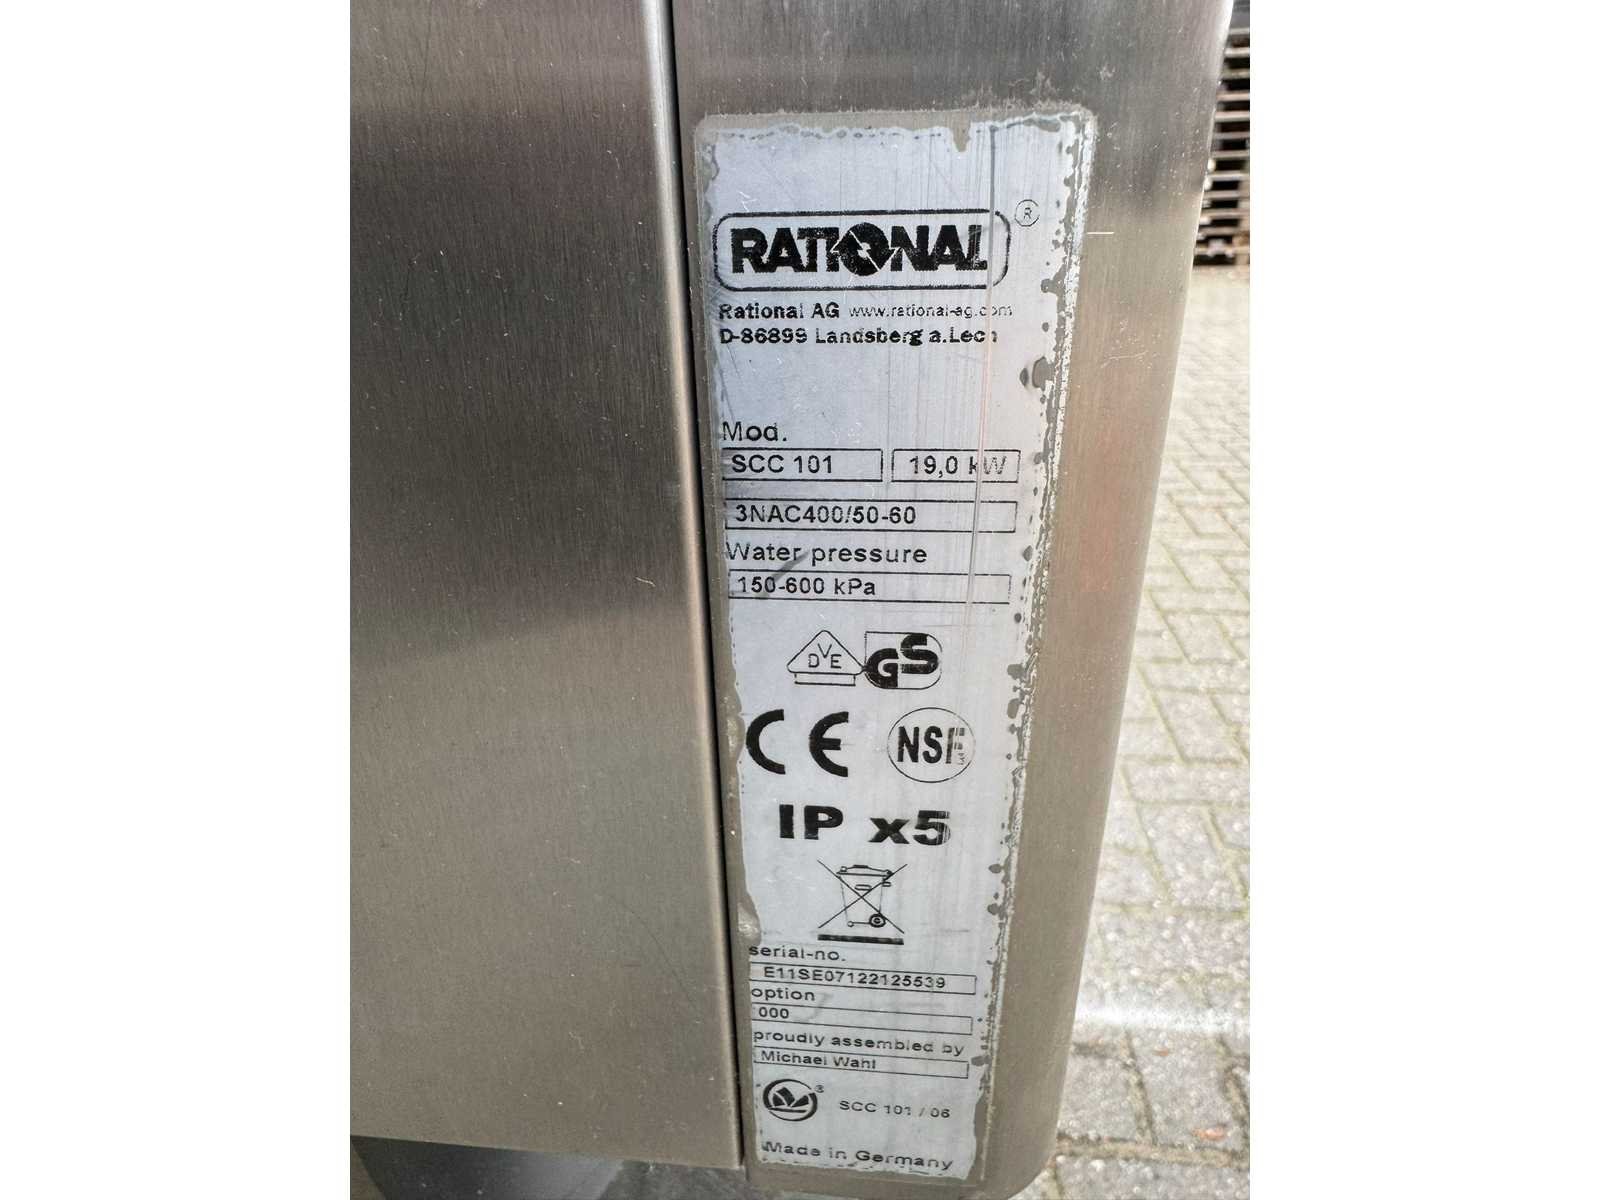 RATIONAL ®
Rational AG www.rational-ag.com
D-86899 Landsberg a.Lech
Mod.
SCC 101 19,0 kW
3NAC400/50-60
Water pressure
150-600 kPa
DVE GS
CE NSF
IP x5
serial-no.
E11SE07122125539
option
000
proudly assembled by
Michael Wahl
® SCC 101 / 06
Made in Germany